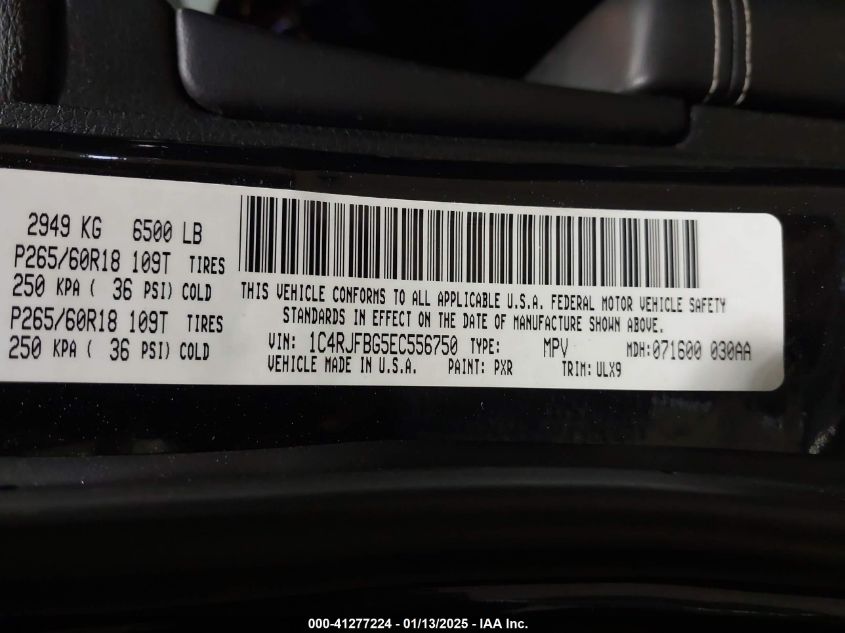 2949 KG 6500 LB
P265/60R18 109T TIRES
250 KPA ( 36 PSI) COLD
P265/60R18 109T TIRES
250 KPA ( 36 PSI) COLD
THIS VEHICLE CONFORMS TO ALL APPLICABLE U.S.A. FEDERAL MOTOR VEHICLE SAFETY
STANDARDS IN EFFECT ON THE DATE OF MANUFACTURE SHOWN ABOVE.
VIN: 1C4RJFBG5EC556750 TYPE: MPV MDH:071600 030AA
VEHICLE MADE IN U.S.A. PAINT: PXR TRIM: ULX9
000-41277224 - 01/13/2025 - IAA Inc.